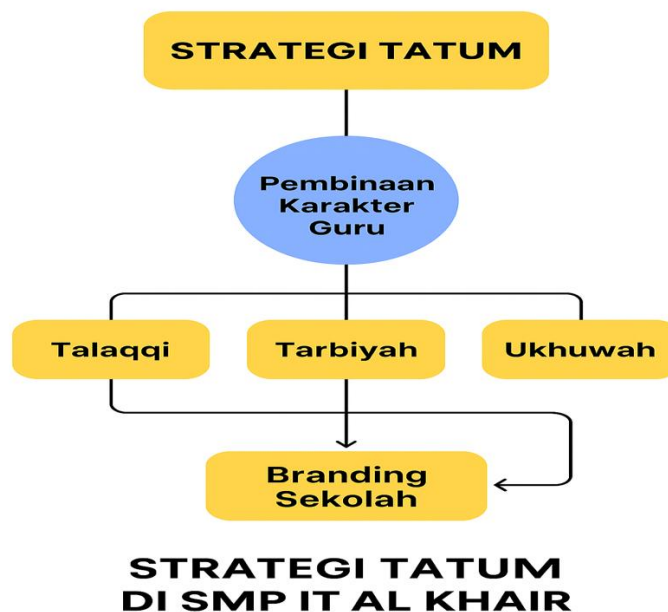 STRATEGI TATUM
Pembinaan
Karakter
Guru
Talaqqi
Tarbiyah
Ukhuwah
Branding
Sekolah
STRATEGI TATUM
DI SMP IT AL KHAIR